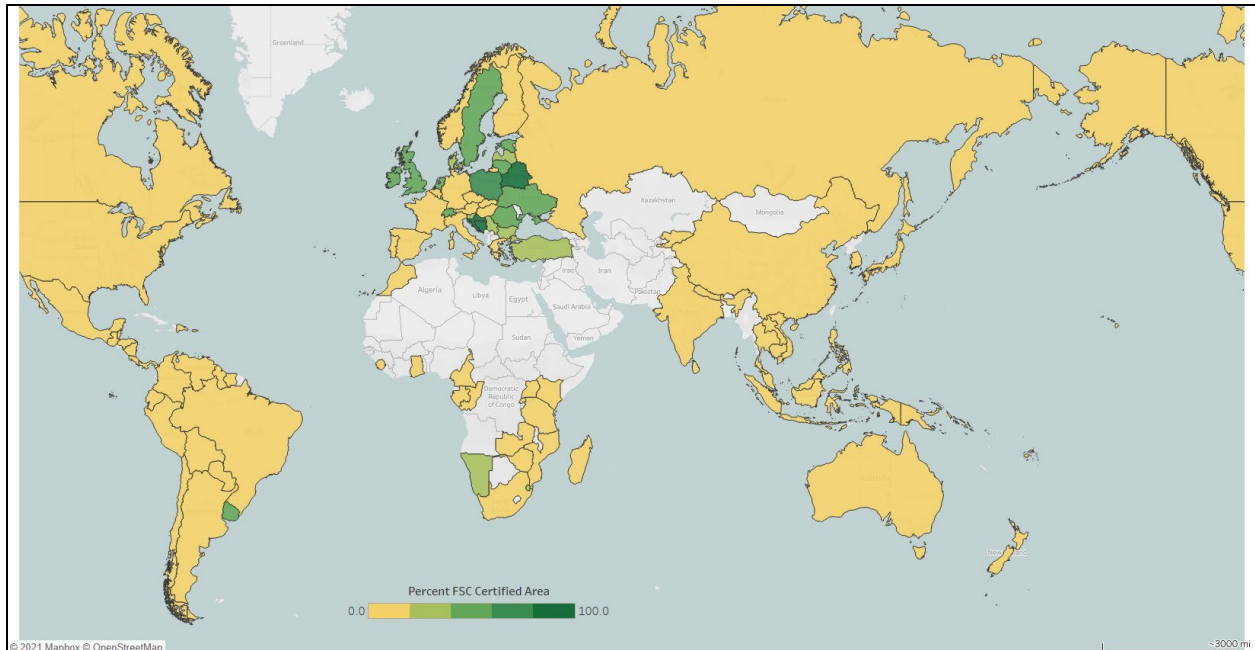 Greenland
Kazakhstan
Mongolia
Algeria
Libya
Egypt
Iraq
Iran
Pakistan
Saudi Arabia
Sudan
Yemen
Democratic
Republic
of Congo
Percent FSC Certified Area
0.0
100.0
© 2021 Mapbox © OpenStreetMap
~3000 mi